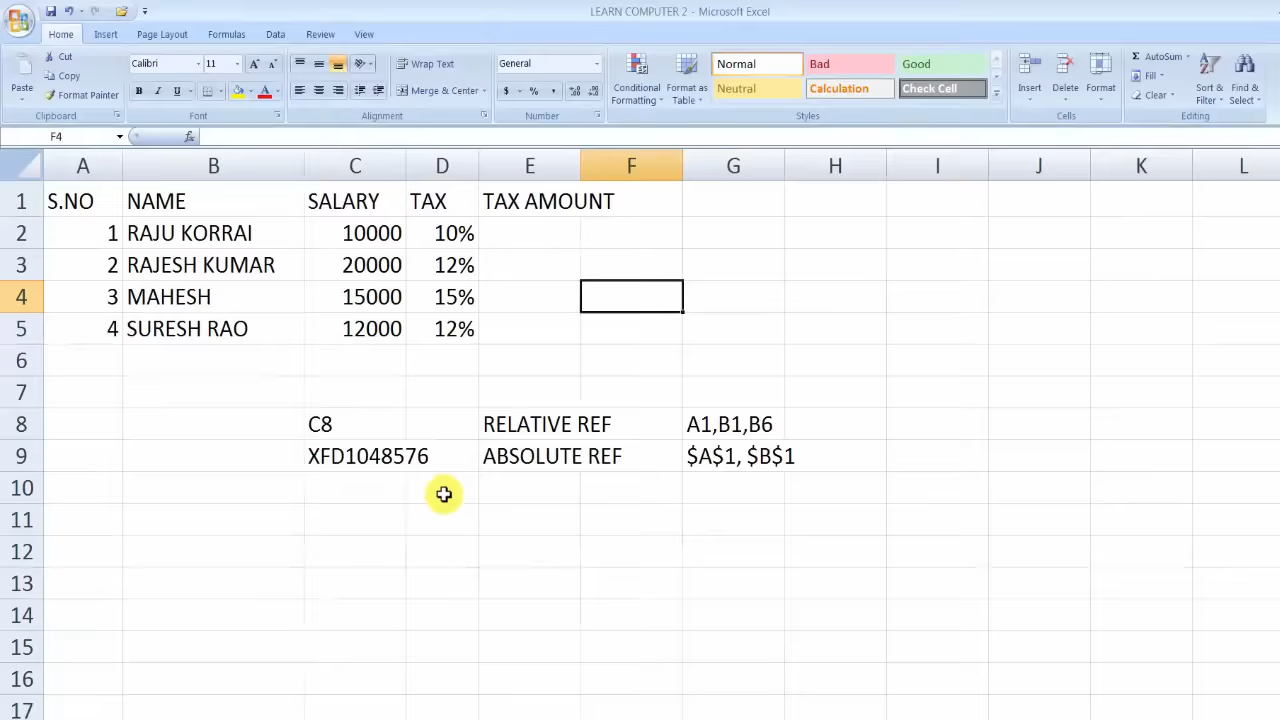 LEARN COMPUTER 2 - Microsoft Excel
Home Insert Page Layout Formulas Data Review View
Cut
Copy
Format Painter
Paste
Clipboard
Calibri 11
B I U A
Font
Wrap Text
Merge & Center
Alignment
General
$ % ,
Number
Conditional Formatting
Format as Table
Normal Bad Good
Neutral Calculation Check Cell
Styles
Insert Delete Format
Cells
Σ AutoSum
Fill
Clear
Sort & Filter
Find & Select
Editing
F4 fx
A B C D E F G H I J K L
1 S.NO NAME SALARY TAX TAX AMOUNT
2 1 RAJU KORRAI 10000 10%
3 2 RAJESH KUMAR 20000 12%
4 3 MAHESH 15000 15%
5 4 SURESH RAO 12000 12%
6
7
8 C8 RELATIVE REF A1,B1,B6
9 XFD1048576 ABSOLUTE REF $A$1, $B$1
10
11
12
13
14
15
16
17